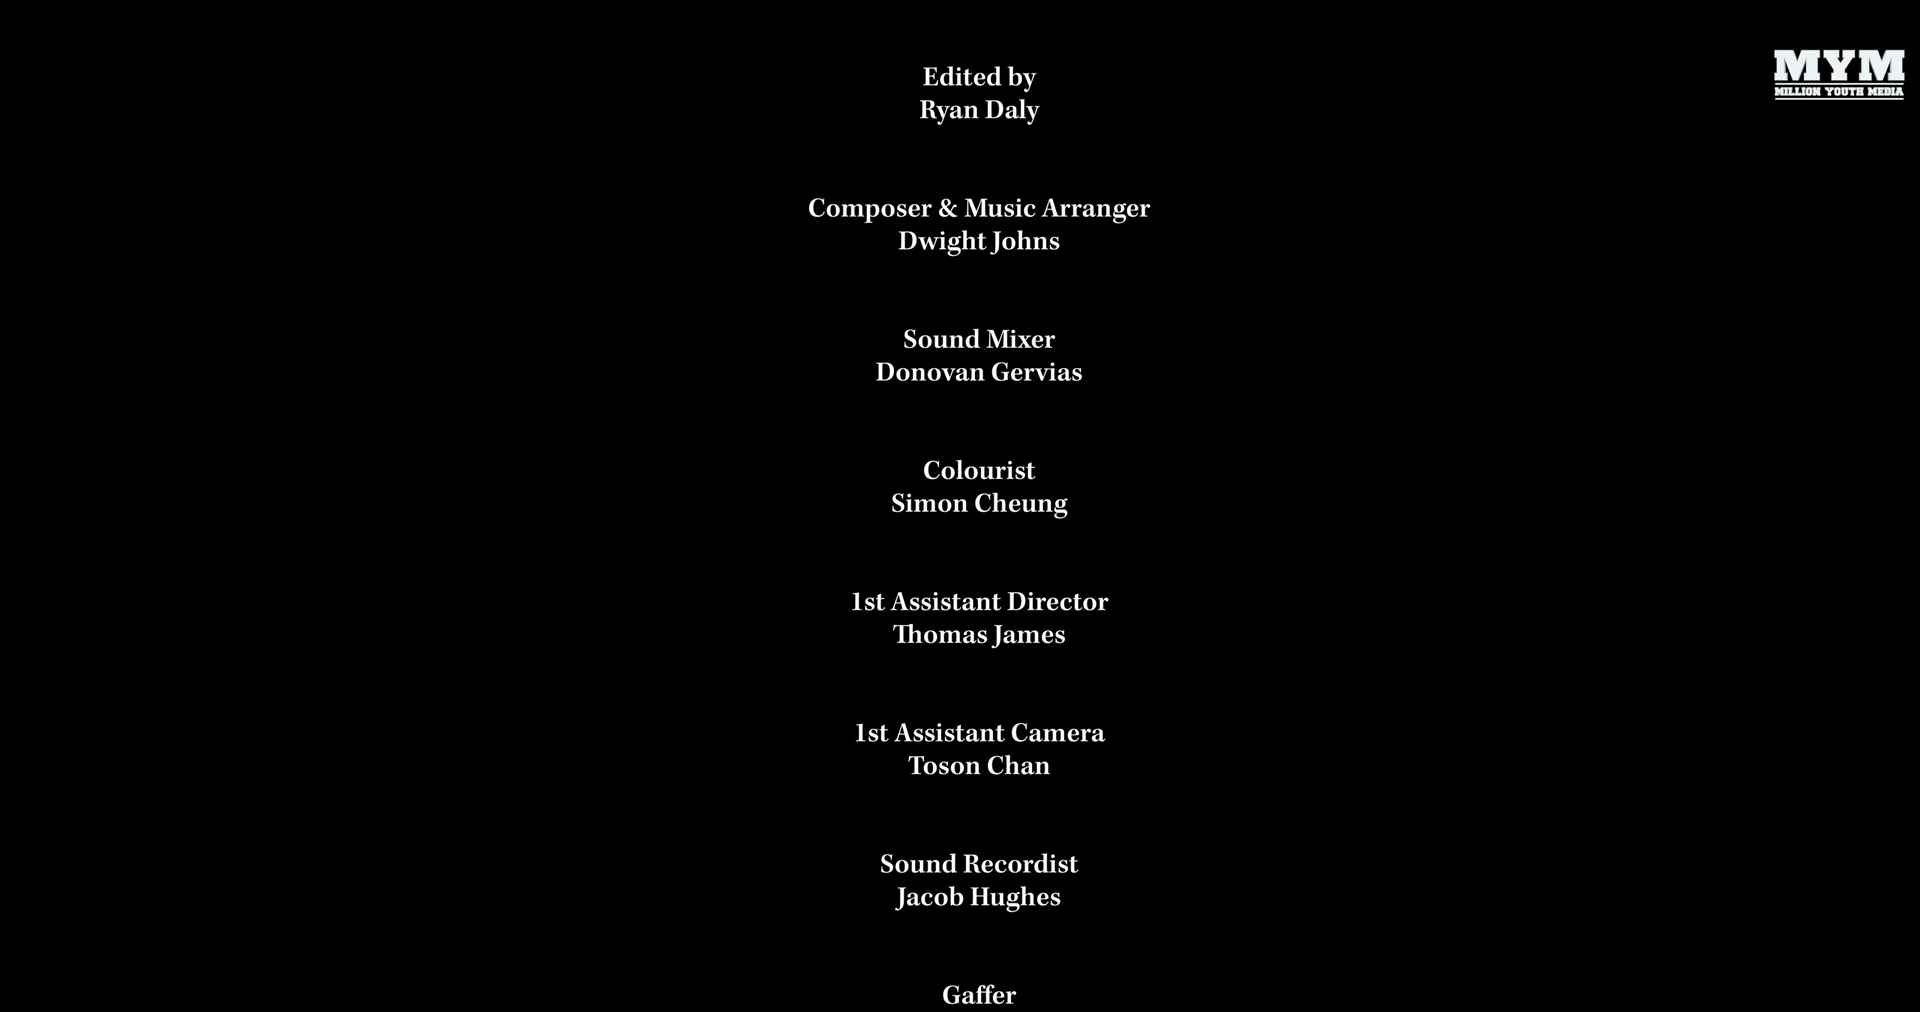 Edited by
Ryan Daly
Composer & Music Arranger
Dwight Johns
Sound Mixer
Donovan Gervias
Colourist
Simon Cheung
1st Assistant Director
Thomas James
1st Assistant Camera
Toson Chan
Sound Recordist
Jacob Hughes
Gaffer
MYM
MILLION YOUTH MEDIA